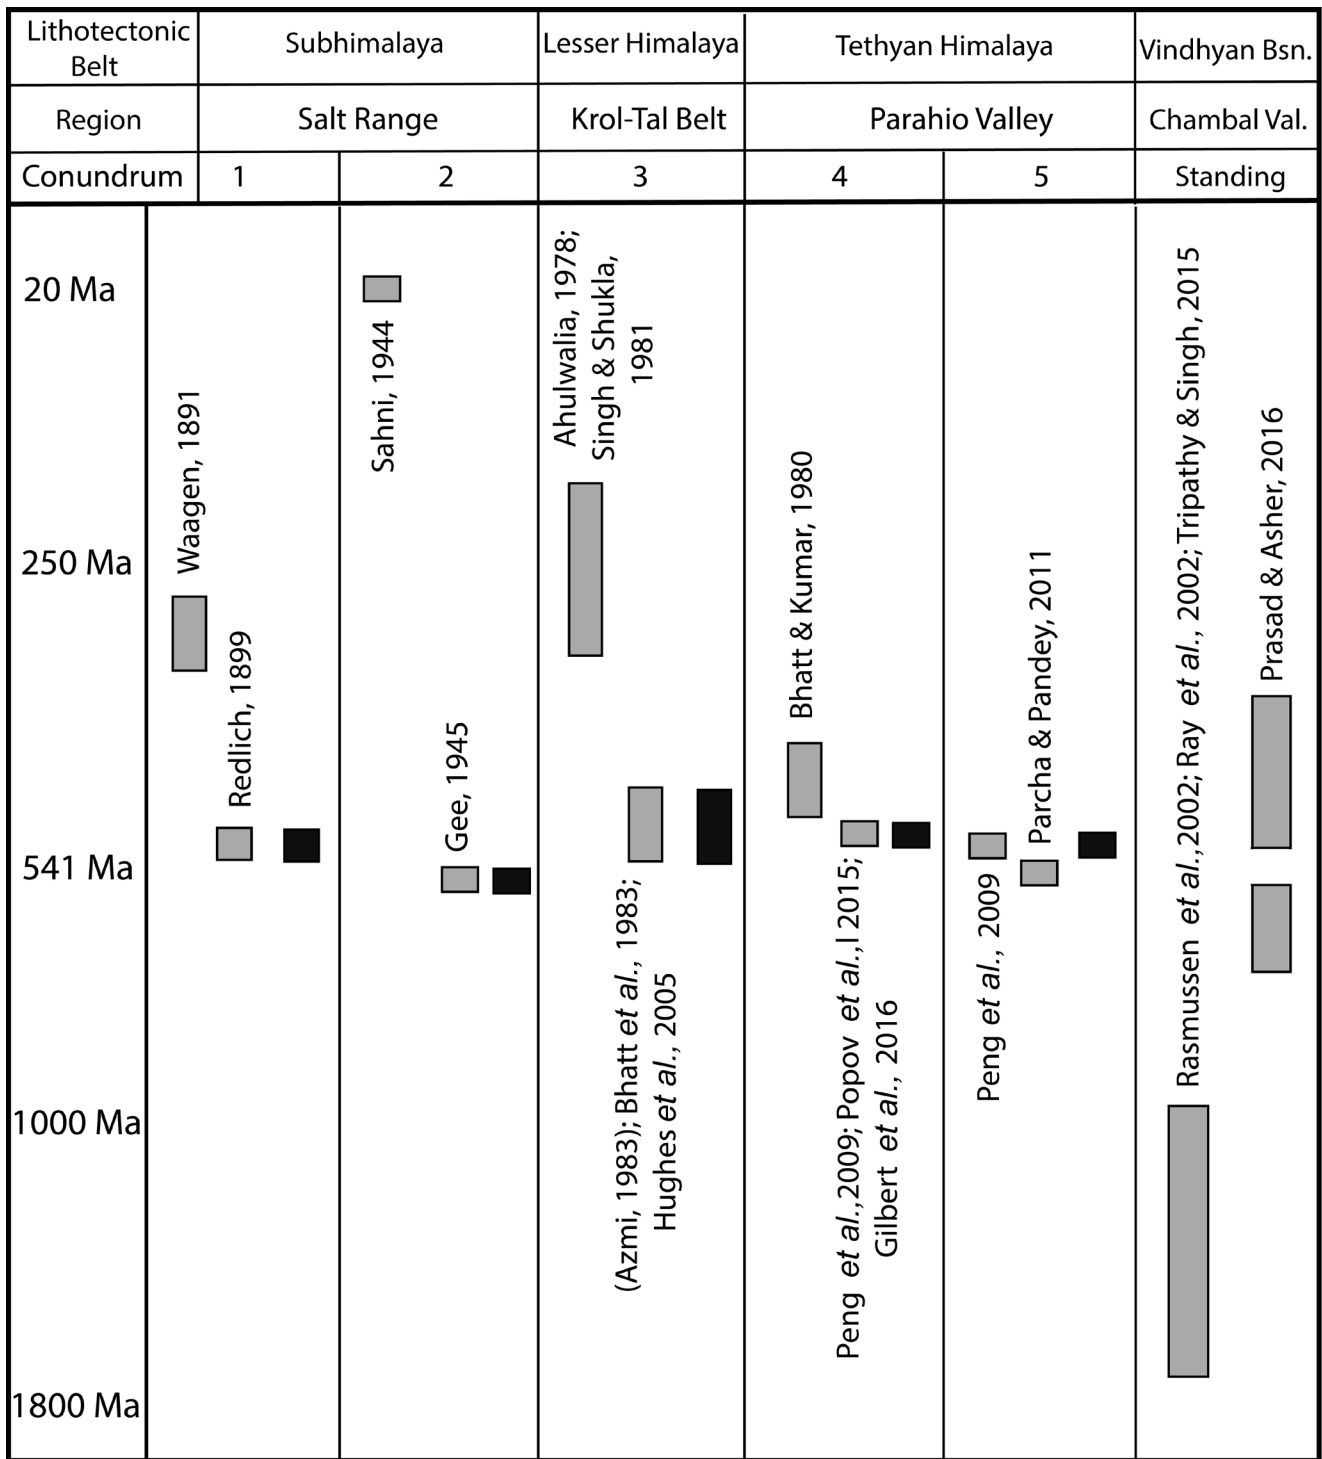 Lithotectonic
Belt
Subhimalaya
Lesser Himalaya
Tethyan Himalaya
Vindhyan Bsn.
Region
Salt Range
Krol-Tal Belt
Parahio Valley
Chambal Val.
Conundrum
1
2
3
4
5
Standing
20 Ma
250 Ma
541 Ma
1000 Ma
1800 Ma
Waagen, 1891
Redlich, 1899
Sahni, 1944
Gee, 1945
Ahulwalia, 1978;
Singh & Shukla,
1981
(Azmi, 1983); Bhatt et al., 1983;
Hughes et al., 2005
Bhatt & Kumar, 1980
Peng et al.,2009; Popov et al.,l 2015;
Gilbert et al., 2016
Peng et al., 2009
Parcha & Pandey, 2011
Rasmussen et al.,2002; Ray et al., 2002; Tripathy & Singh, 2015
Prasad & Asher, 2016